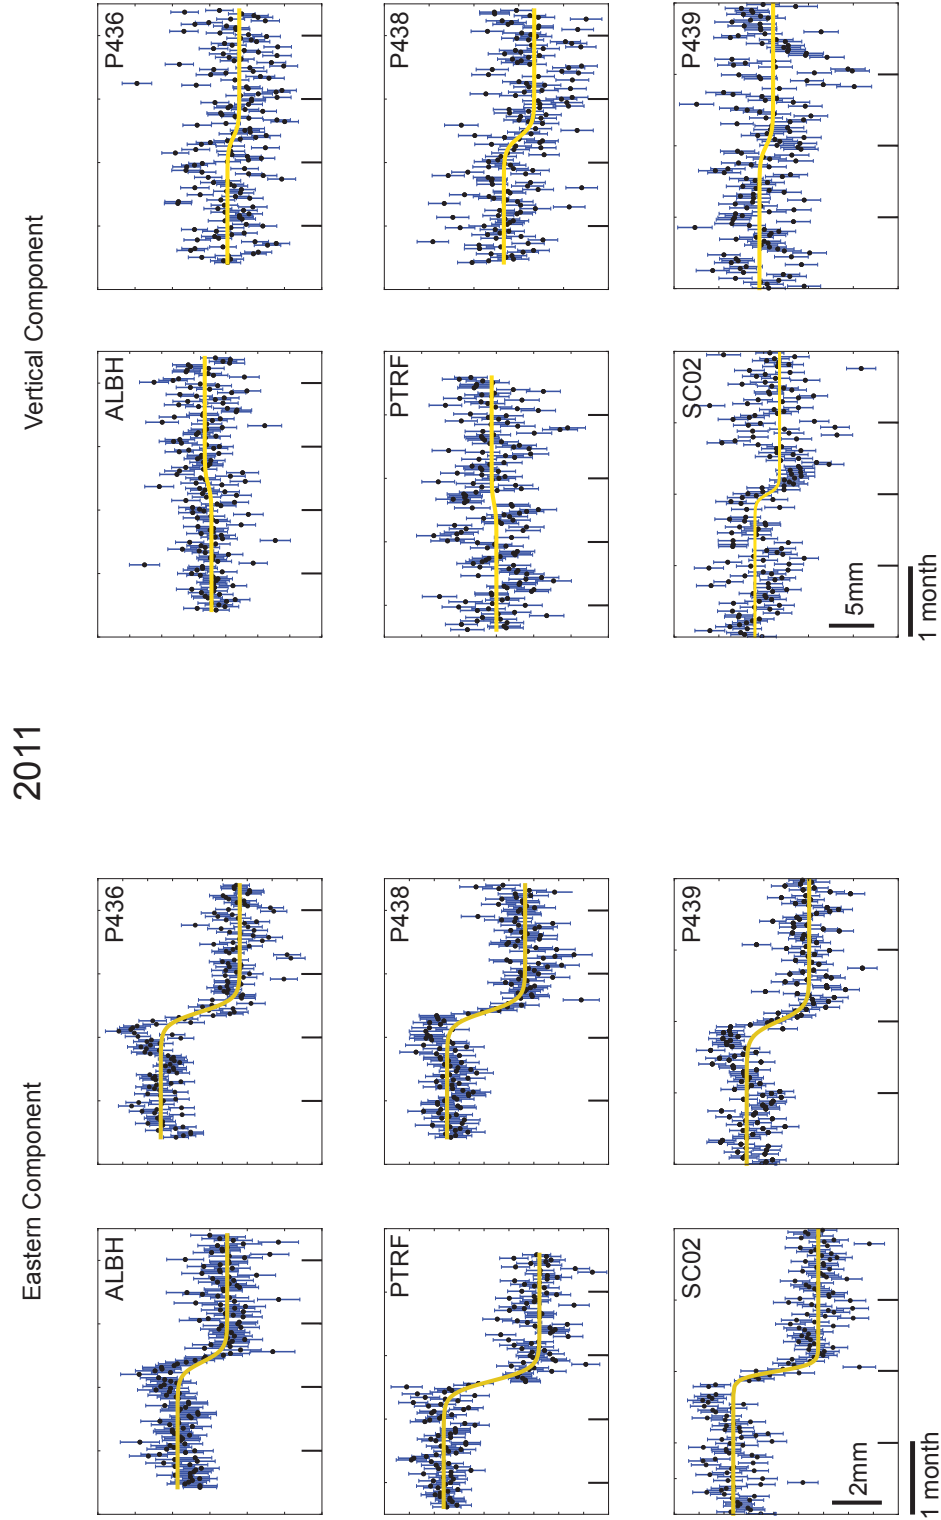 2011
Eastern Component
Vertical Component
ALBH
P436
ALBH
P436
PTRF
P438
PTRF
P438
SC02
P439
SC02
P439
2mm
1 month
5mm
1 month